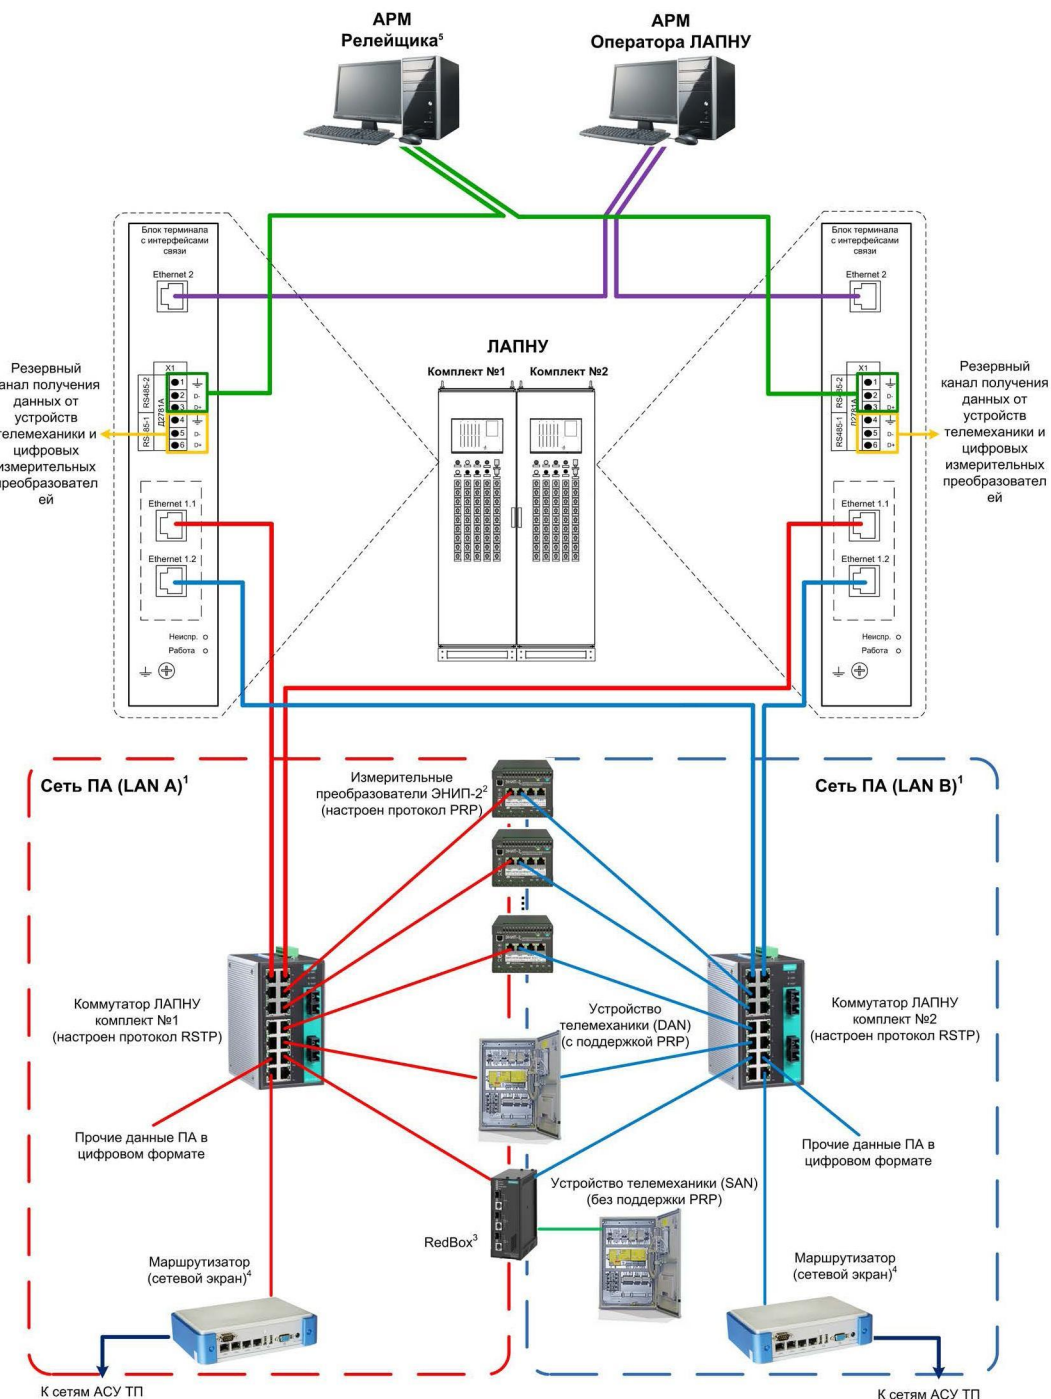 АРМ
Релейщика⁵
АРМ
Оператора ЛАПНУ
Блок терминала
с интерфейсами
связи
Ethernet 2
X1
RS485-2
RS485-1
Д2781А
1
2 D-
3 D+
4
5 D-
6 D+
Ethernet 1.1
Ethernet 1.2
Неиспр.
Работа
Резервный
канал получения
данных от
устройств
телемеханики и
цифровых
измерительных
преобразовател
ей
ЛАПНУ
Комплект №1 Комплект №2
Блок терминала
с интерфейсами
связи
Ethernet 2
X1
RS485-2
RS485-1
Д2781А
1
2 D-
3 D+
4
5 D-
6 D+
Ethernet 1.1
Ethernet 1.2
Неиспр.
Работа
Резервный
канал получения
данных от
устройств
телемеханики и
цифровых
измерительных
преобразовател
ей
Сеть ПА (LAN A)¹
Измерительные
преобразователи ЭНИП-2²
(настроен протокол PRP)
Сеть ПА (LAN B)¹
Коммутатор ЛАПНУ
комплект №1
(настроен протокол RSTP)
Устройство
телемеханики (DAN)
(с поддержкой PRP)
Коммутатор ЛАПНУ
комплект №2
(настроен протокол RSTP)
Прочие данные ПА в
цифровом формате
Прочие данные ПА в
цифровом формате
Устройство телемеханики (SAN)
(без поддержки PRP)
RedBox³
Маршрутизатор
(сетевой экран)⁴
Маршрутизатор
(сетевой экран)⁴
К сетям АСУ ТП
К сетям АСУ ТП